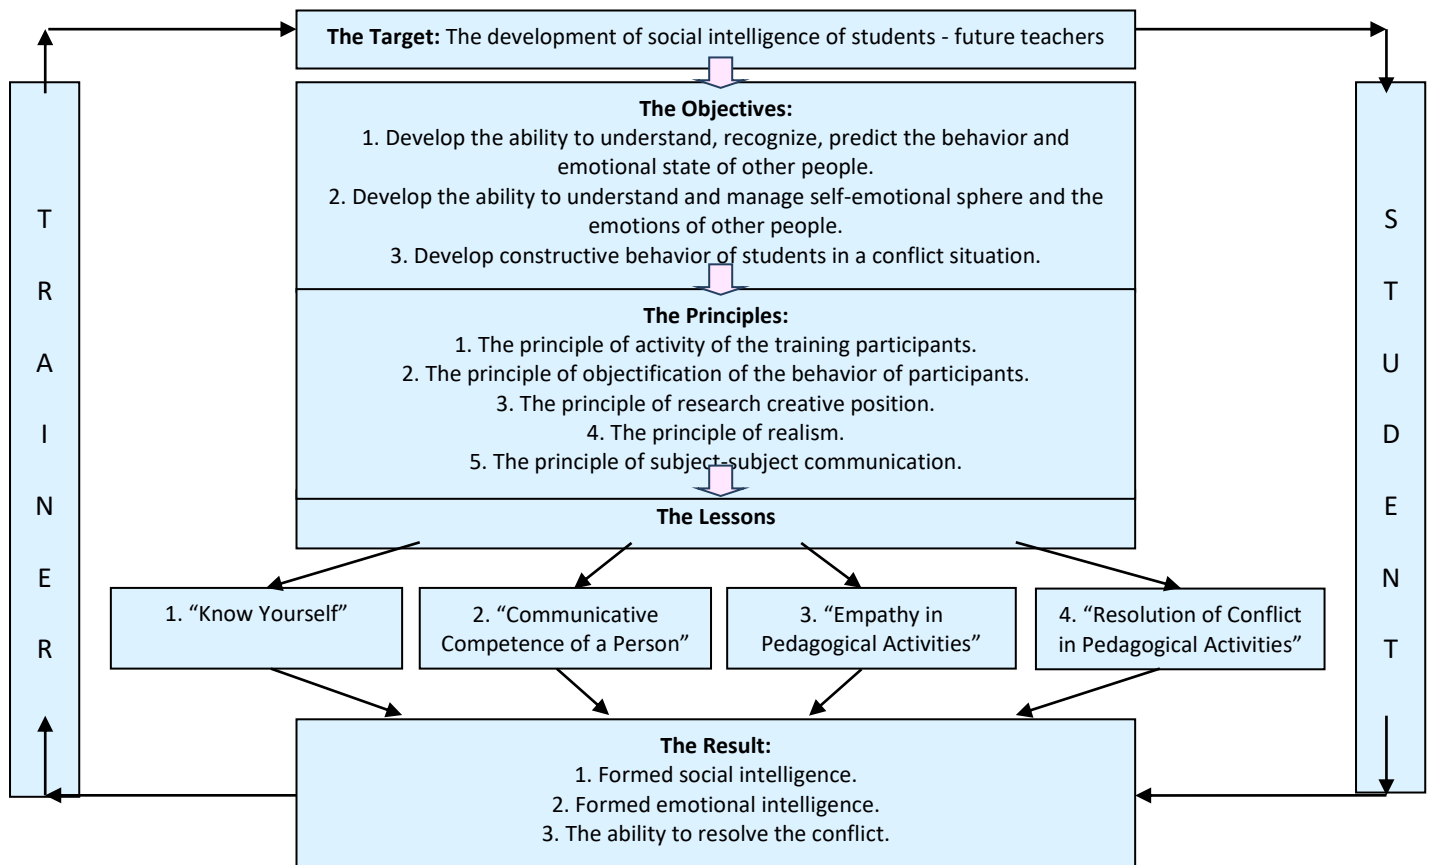 The Target: The development of social intelligence of students - future teachers
The Objectives:
1. Develop the ability to understand, recognize, predict the behavior and
emotional state of other people.
2. Develop the ability to understand and manage self-emotional sphere and the
emotions of other people.
3. Develop constructive behavior of students in a conflict situation.
The Principles:
1. The principle of activity of the training participants.
2. The principle of objectification of the behavior of participants.
3. The principle of research creative position.
4. The principle of realism.
5. The principle of subject-subject communication.
The Lessons
1. “Know Yourself”
2. “Communicative
Competence of a Person”
3. “Empathy in
Pedagogical Activities”
4. “Resolution of Conflict
in Pedagogical Activities”
The Result:
1. Formed social intelligence.
2. Formed emotional intelligence.
3. The ability to resolve the conflict.
T
R
A
I
N
E
R
S
T
U
D
E
N
T